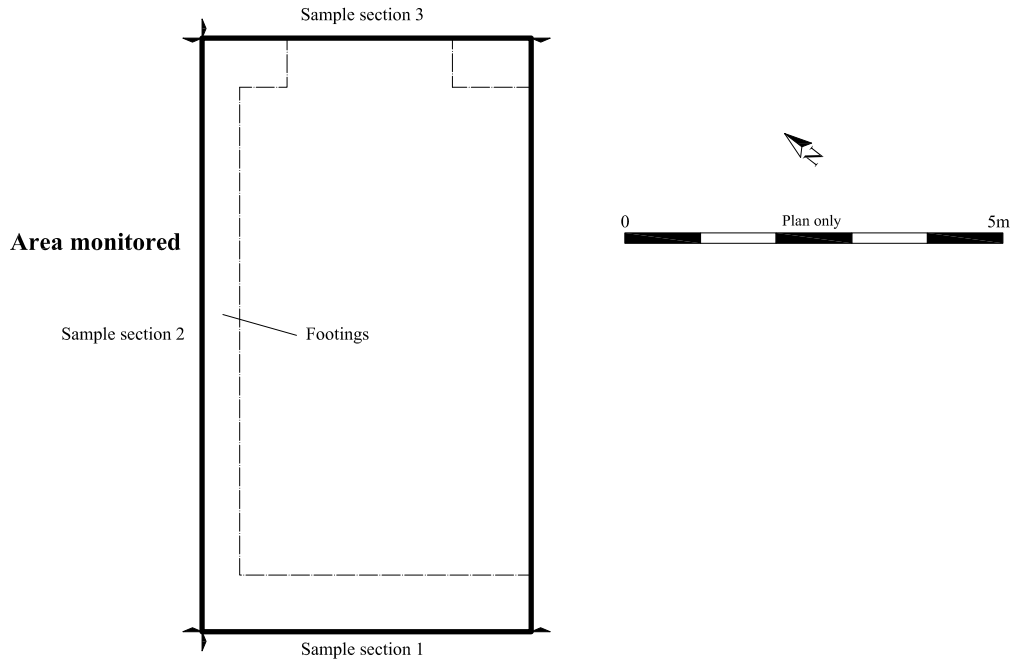 Sample section 3
N
0
Plan only
5m
Area monitored
Sample section 2
Footings
Sample section 1